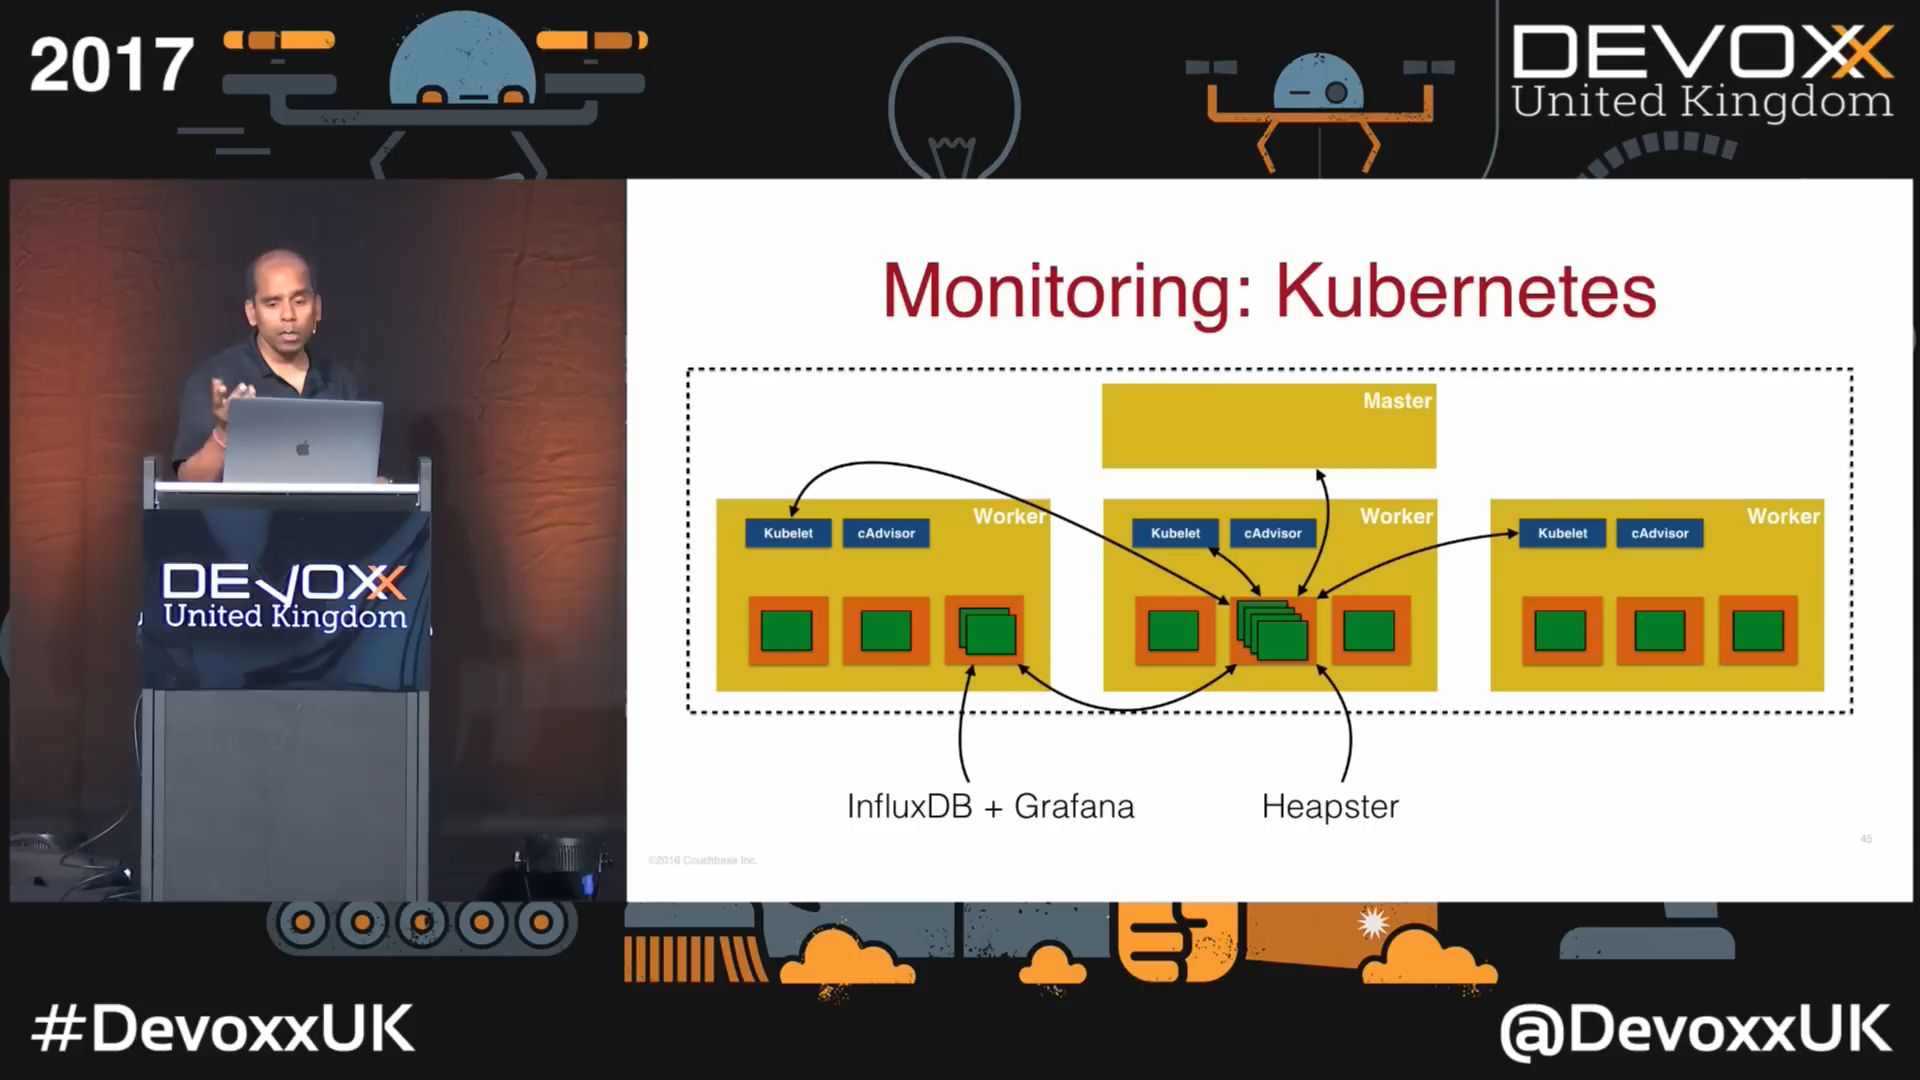 2017
DEVOXX
United Kingdom
DEVOXX
United Kingdom
Monitoring: Kubernetes
Master
Worker
Kubelet
cAdvisor
Worker
Kubelet
cAdvisor
Worker
Kubelet
cAdvisor
InfluxDB + Grafana
Heapster
©2016 Couchbase Inc.
45
#DevoxxUK
@DevoxxUK